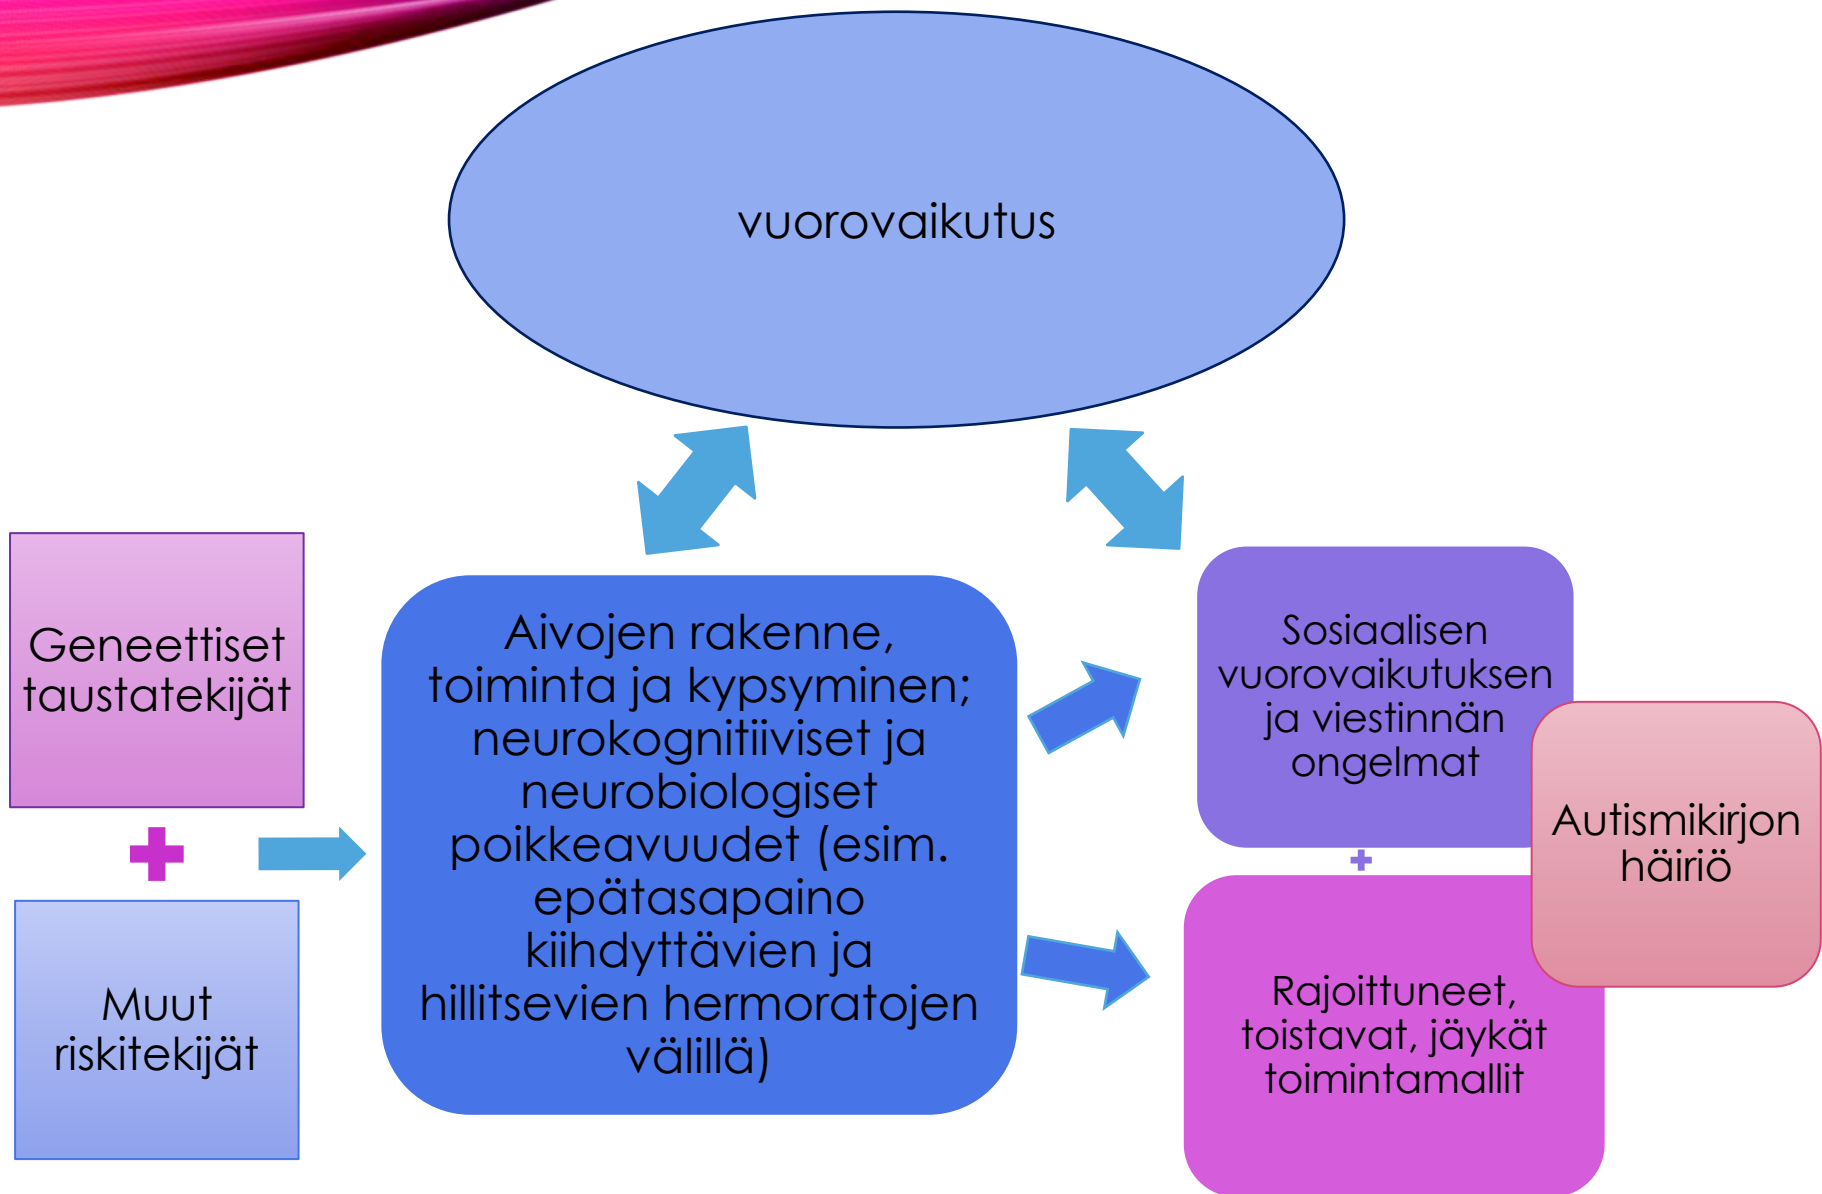 vuorovaikutus
Geneettiset
taustatekijät
Muut
riskitekijät
Aivojen rakenne,
toiminta ja kypsyminen;
neurokognitiiviset ja
neurobiologiset
poikkeavuudet (esim.
epätasapaino
kiihdyttävien ja
hillitsevien hermoratojen
välillä)
Sosiaalisen
vuorovaikutuksen
ja viestinnän
ongelmat
Rajoittuneet,
toistavat, jäykät
toimintamallit
Autismikirjon
häiriö